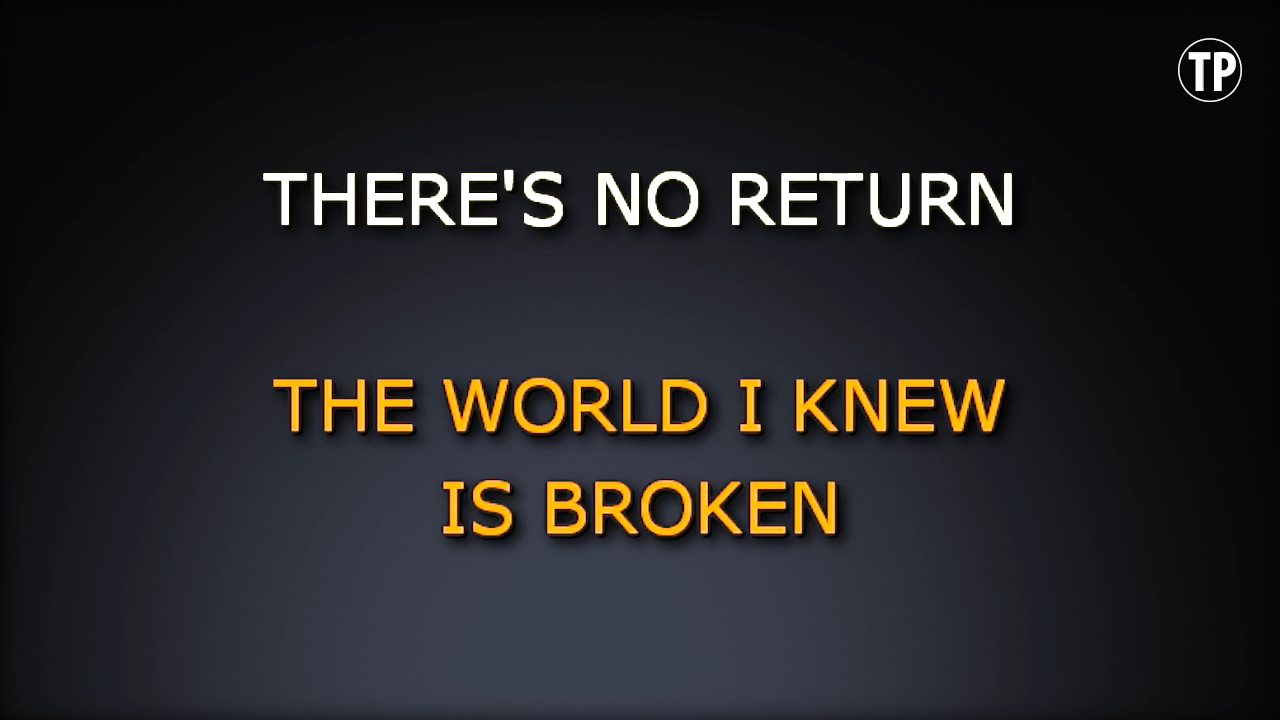 TP
THERE'S NO RETURN
THE WORLD I KNEW
IS BROKEN